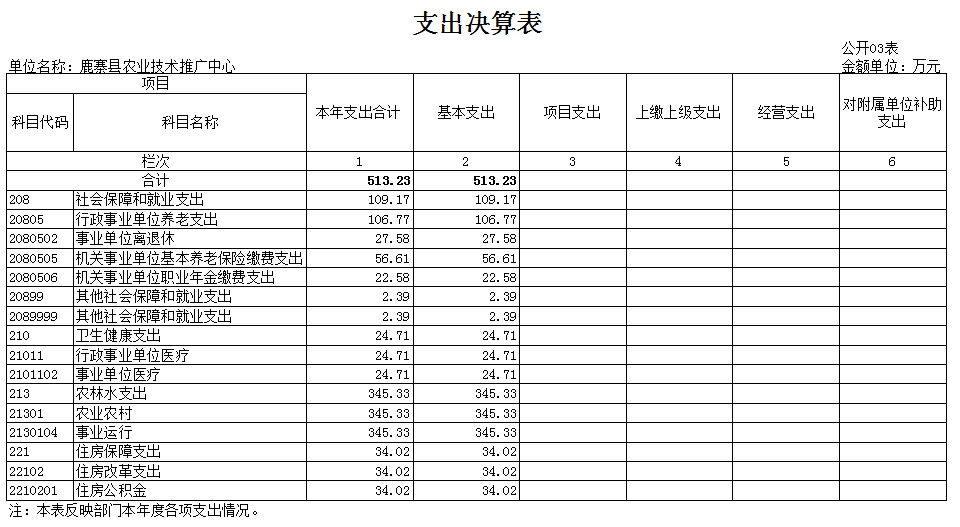 支出决算表
公开03表
单位名称：鹿寨县农业技术推广中心 金额单位：万元
项目 本年支出合计 基本支出 项目支出 上缴上级支出 经营支出 对附属单位补助支出
科目代码 科目名称
栏次 1 2 3 4 5 6
合计 513.23 513.23
208 社会保障和就业支出 109.17 109.17
20805 行政事业单位养老支出 106.77 106.77
2080502 事业单位离退休 27.58 27.58
2080505 机关事业单位基本养老保险缴费支出 56.61 56.61
2080506 机关事业单位职业年金缴费支出 22.58 22.58
20899 其他社会保障和就业支出 2.39 2.39
2089999 其他社会保障和就业支出 2.39 2.39
210 卫生健康支出 24.71 24.71
21011 行政事业单位医疗 24.71 24.71
2101102 事业单位医疗 24.71 24.71
213 农林水支出 345.33 345.33
21301 农业农村 345.33 345.33
2130104 事业运行 345.33 345.33
221 住房保障支出 34.02 34.02
22102 住房改革支出 34.02 34.02
2210201 住房公积金 34.02 34.02
注：本表反映部门本年度各项支出情况。